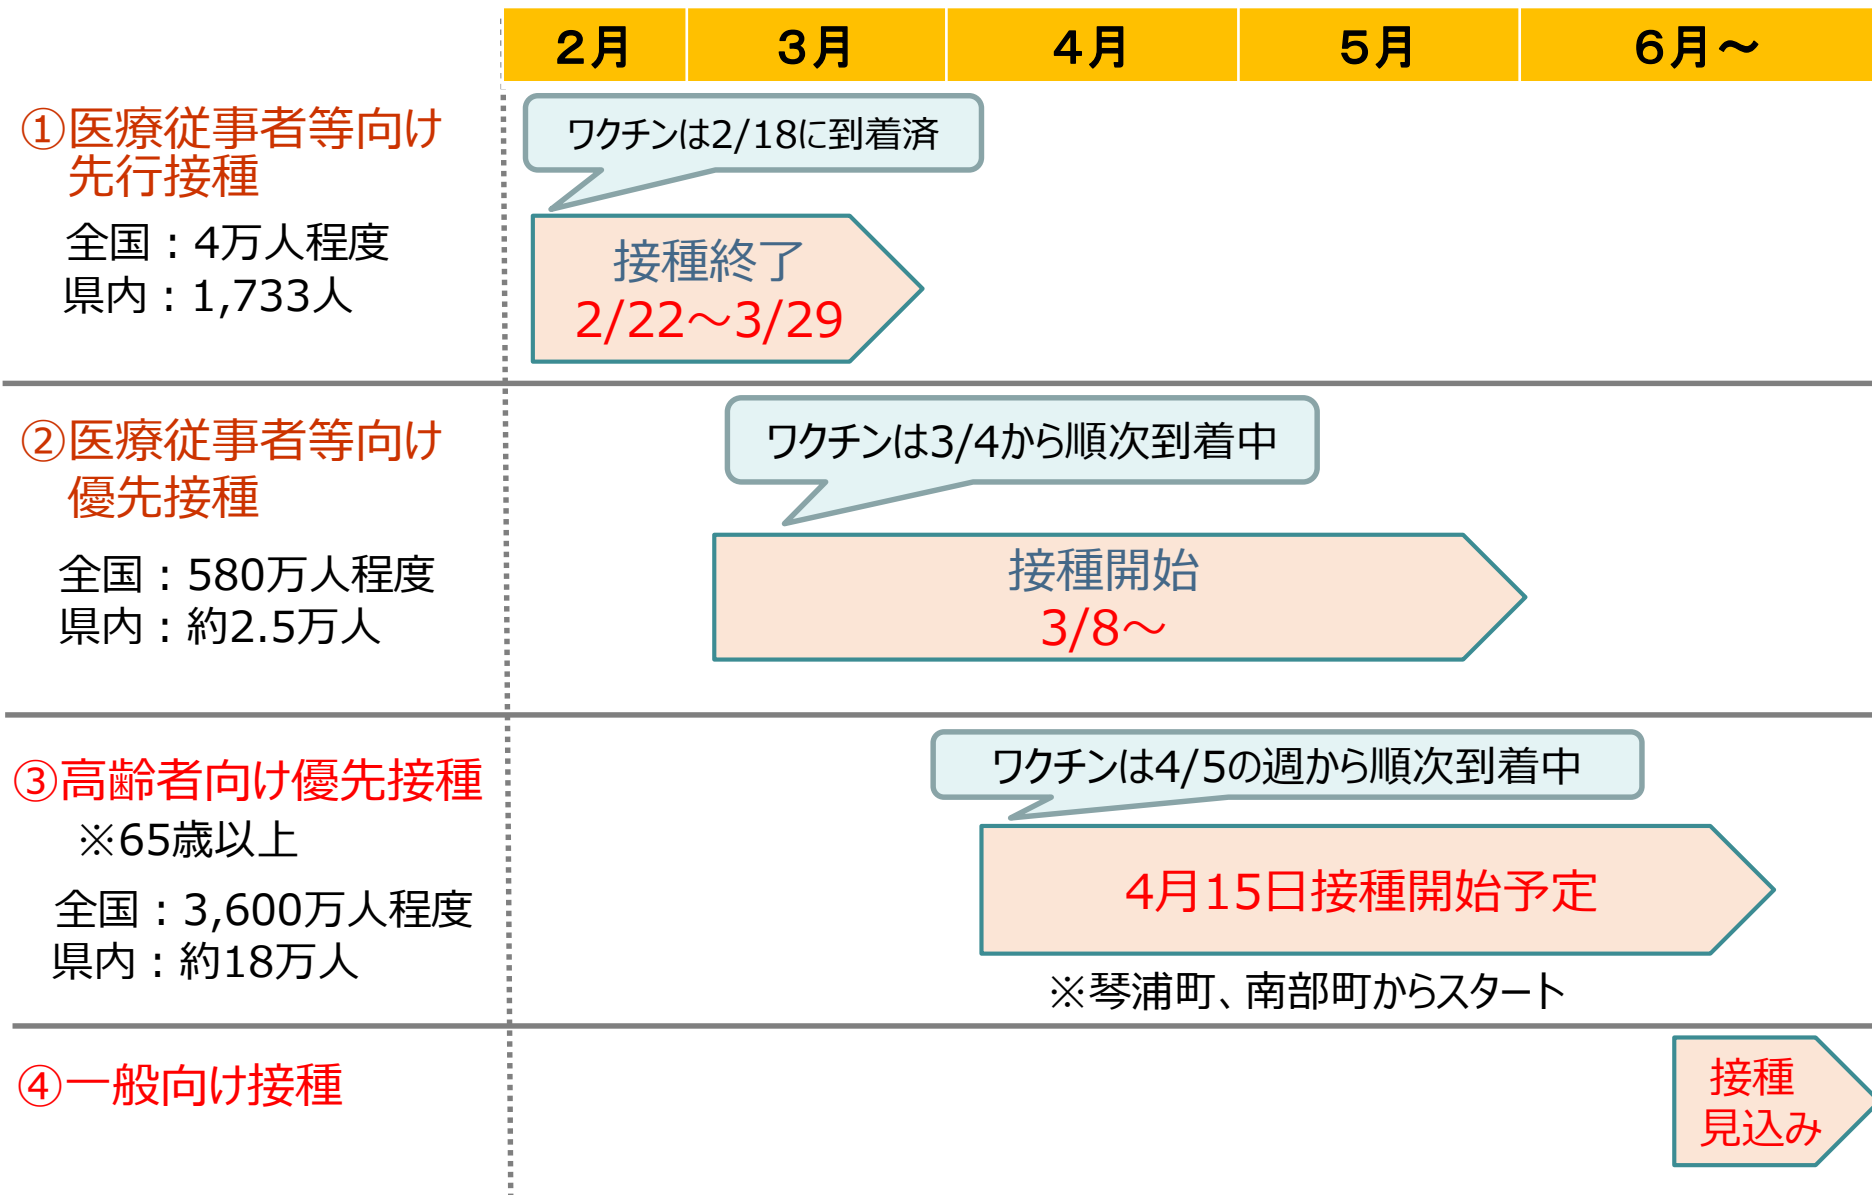 2月 3月 4月 5月 6月～
①医療従事者等向け
先行接種
全国：4万人程度
県内：1,733人
ワクチンは2/18に到着済
接種終了
2/22～3/29
②医療従事者等向け
優先接種
全国：580万人程度
県内：約2.5万人
ワクチンは3/4から順次到着中
接種開始
3/8～
③高齢者向け優先接種
※65歳以上
全国：3,600万人程度
県内：約18万人
ワクチンは4/5の週から順次到着中
4月15日接種開始予定
※琴浦町、南部町からスタート
④一般向け接種
接種
見込み